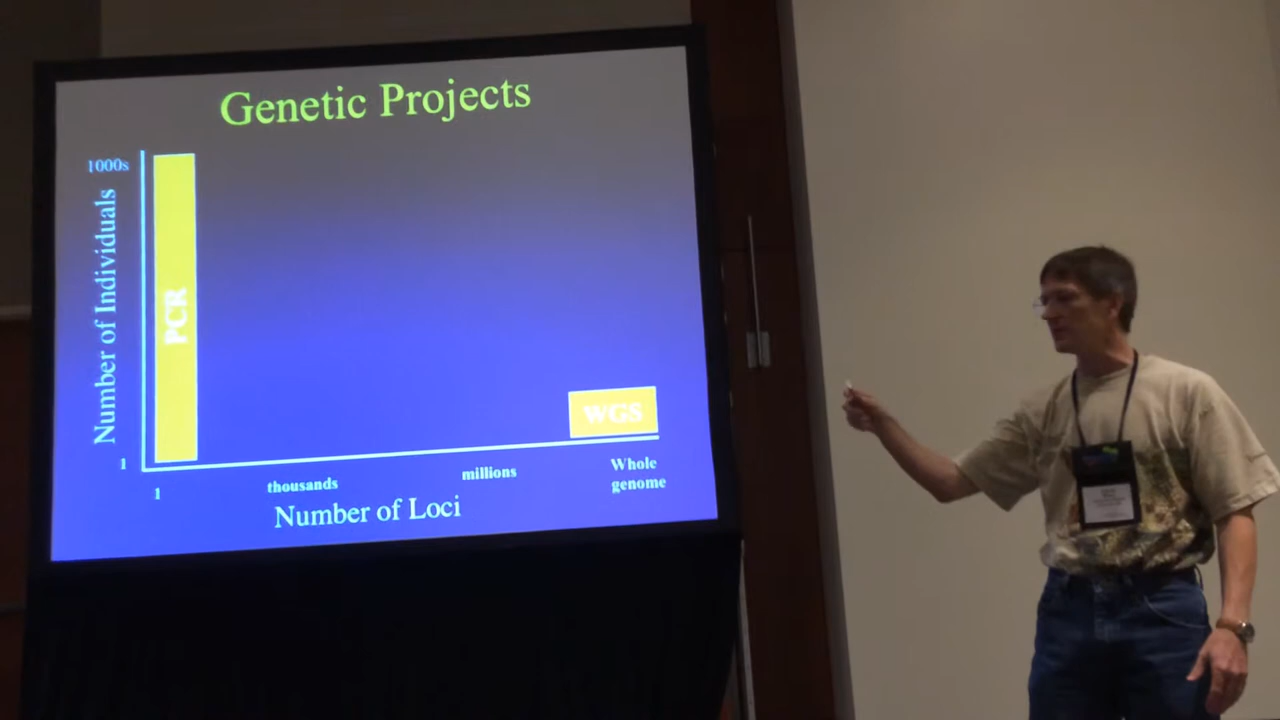 Genetic Projects
1000s
Number of Individuals
PCR
WGS
1
1
thousands
millions
Whole
genome
Number of Loci